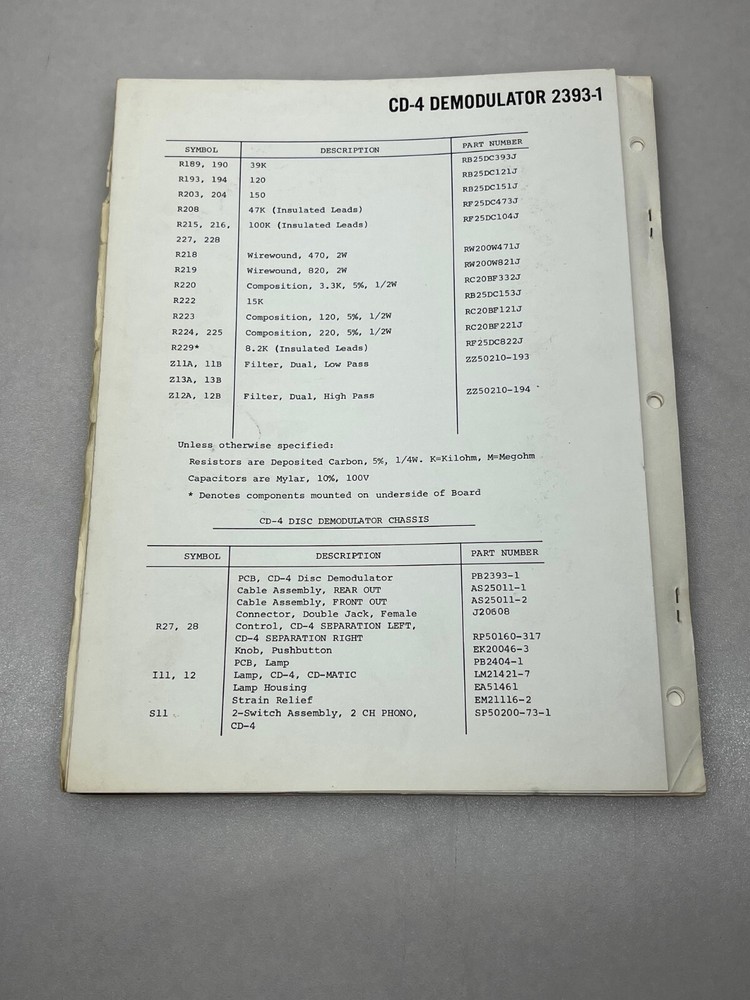 CD-4 DEMODULATOR 2393-1
SYMBOL DESCRIPTION PART NUMBER
R189, 190 39K RB25DC393J
R193, 194 120 RB25DC121J
R203, 204 150 RB25DC151J
R208 47K (Insulated Leads) RF25DC473J
R215, 216, 100K (Insulated Leads) RF25DC104J
227, 228
R218 Wirewound, 470, 2W RW200W471J
R219 Wirewound, 820, 2W RW200W821J
R220 Composition, 3.3K, 5%, 1/2W RC20BF332J
R222 15K RB25DC153J
R223 Composition, 120, 5%, 1/2W RC20BF121J
R224, 225 Composition, 220, 5%, 1/2W RC20BF221J
R229* 8.2K (Insulated Leads) RF25DC822J
Z11A, 11B Filter, Dual, Low Pass ZZ50210-193
Z13A, 13B
Z12A, 12B Filter, Dual, High Pass ZZ50210-194
Unless otherwise specified:
Resistors are Deposited Carbon, 5%, 1/4W. K=Kilohm, M=Megohm
Capacitors are Mylar, 10%, 100V
* Denotes components mounted on underside of Board
CD-4 DISC DEMODULATOR CHASSIS
SYMBOL DESCRIPTION PART NUMBER
PCB, CD-4 Disc Demodulator PB2393-1
Cable Assembly, REAR OUT AS25011-1
Cable Assembly, FRONT OUT AS25011-2
Connector, Double Jack, Female J20608
R27, 28 Control, CD-4 SEPARATION LEFT,
CD-4 SEPARATION RIGHT RP50160-317
Knob, Pushbutton EK20046-3
PCB, Lamp PB2404-1
I11, 12 Lamp, CD-4, CD-MATIC LM21421-7
Lamp Housing EA51461
Strain Relief EM21116-2
S11 2-Switch Assembly, 2 CH PHONO, SP50200-73-1
CD-4